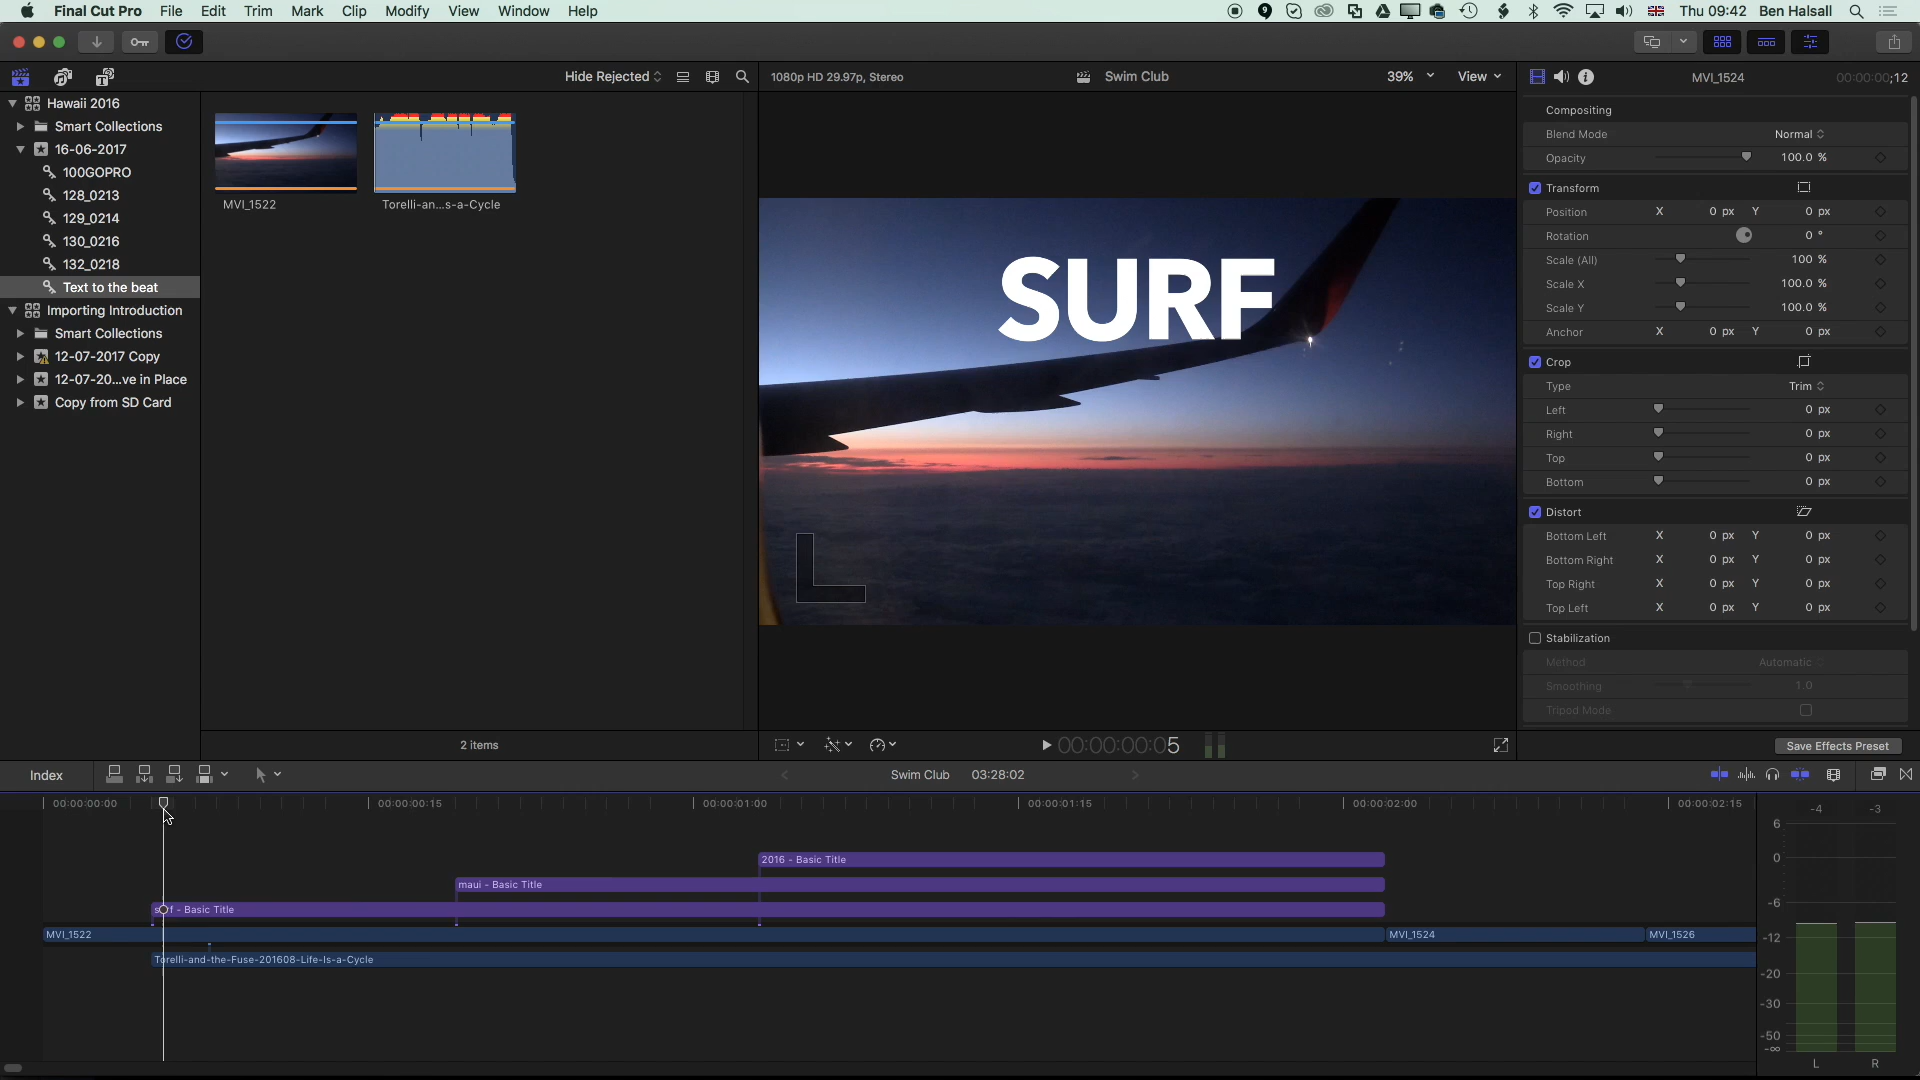 Final Cut Pro File Edit Trim Mark Clip Modify View Window Help Thu 09:42 Ben Halsall
Hide Rejected 1080p HD 29.97p, Stereo Swim Club 39% View MVI_1524 00:00:00;12
Hawaii 2016
Smart Collections
16-06-2017
100GOPRO
128_0213
129_0214
130_0216
132_0218
Text to the beat
Importing Introduction
Smart Collections
12-07-2017 Copy
12-07-20...ve in Place
Copy from SD Card
MVI_1522 Torelli-an...s-a-Cycle
2 items
SURF
00:00:00:05
Compositing
Blend Mode Normal
Opacity 100.0 %
Transform
Position X 0 px Y 0 px
Rotation 0 °
Scale (All) 100 %
Scale X 100.0 %
Scale Y 100.0 %
Anchor X 0 px Y 0 px
Crop
Type Trim
Left 0 px
Right 0 px
Top 0 px
Bottom 0 px
Distort
Bottom Left X 0 px Y 0 px
Bottom Right X 0 px Y 0 px
Top Right X 0 px Y 0 px
Top Left X 0 px Y 0 px
Stabilization
Method Automatic
Smoothing 1.0
Tripod Mode
Save Effects Preset
Index Swim Club 03:28:02
00:00:00:00 00:00:00:15 00:00:01:00 00:00:01:15 00:00:02:00 00:00:02:15
2016 - Basic Title
maui - Basic Title
surf - Basic Title
MVI_1522 MVI_1524 MVI_1526
Torelli-and-the-Fuse-201608-Life-Is-a-Cycle
-4 -3
6
0
-6
-12
-20
-30
-50
-∞
L R